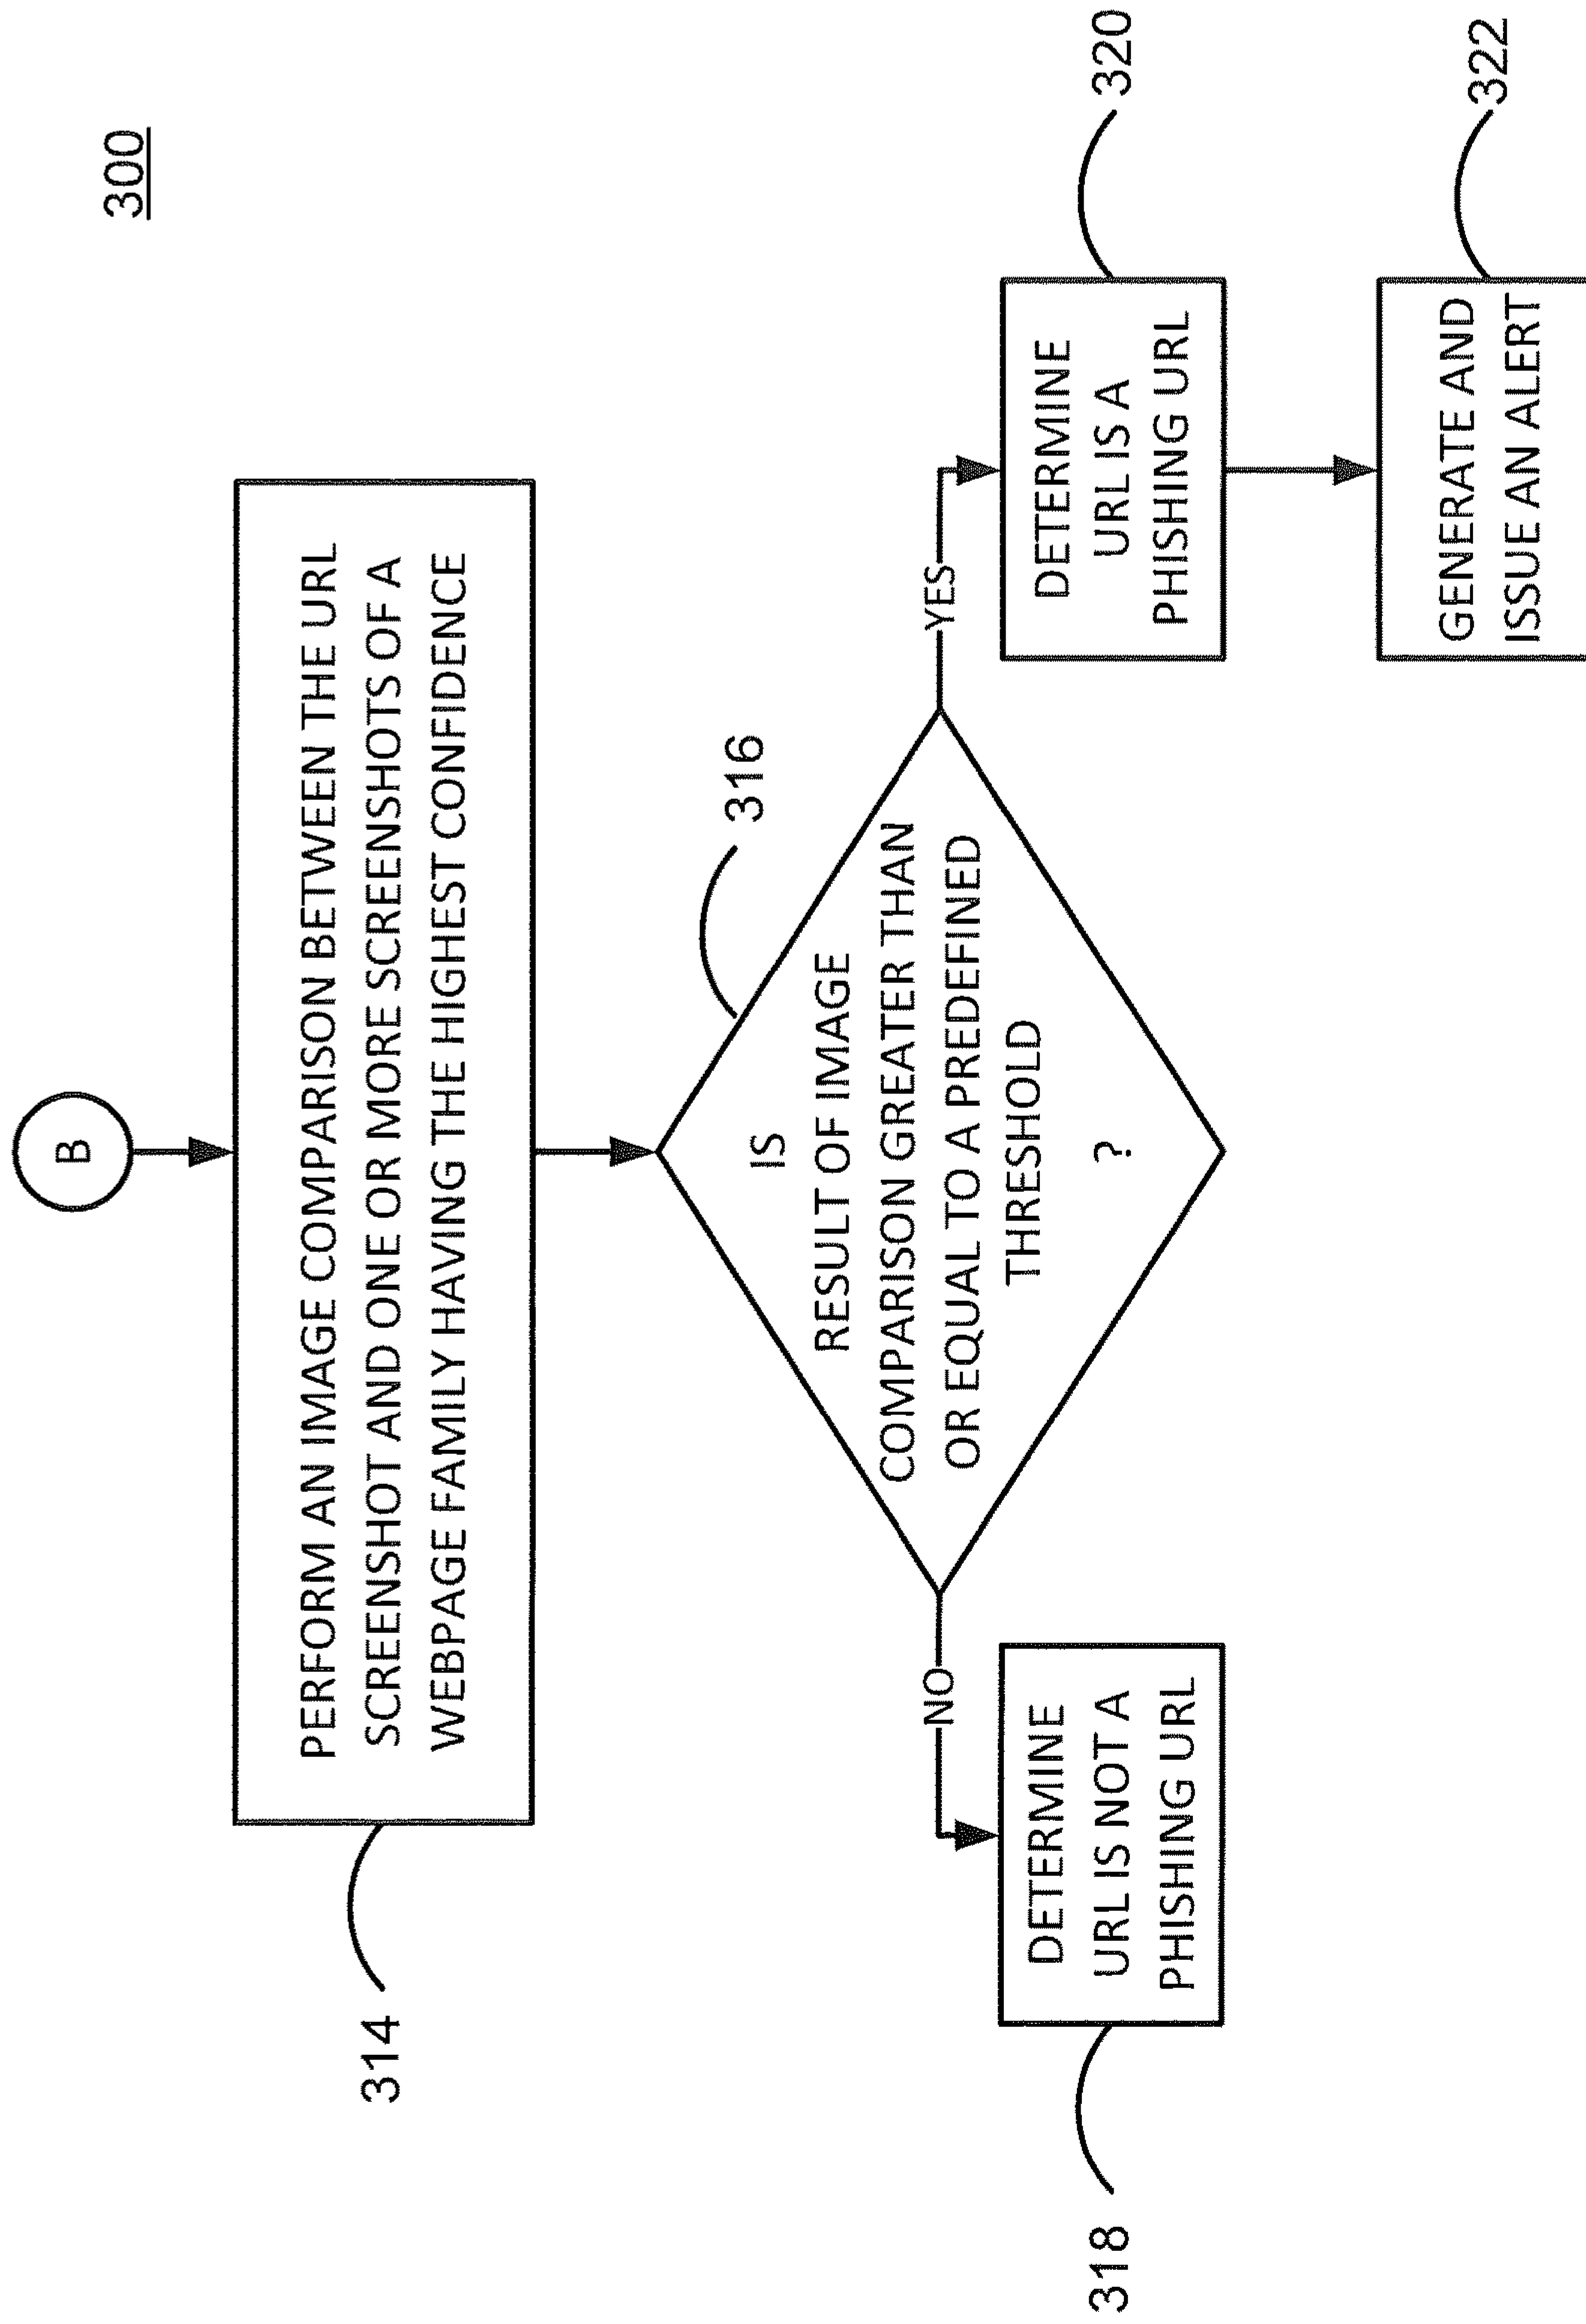 300
B
314
PERFORM AN IMAGE COMPARISON BETWEEN THE URL
SCREENSHOT AND ONE OR MORE SCREENSHOTS OF A
WEBPAGE FAMILY HAVING THE HIGHEST CONFIDENCE
316
IS
RESULT OF IMAGE
COMPARISON GREATER THAN
OR EQUAL TO A PREDEFINED
THRESHOLD
?
NO
YES
318
DETERMINE
URL IS NOT A
PHISHING URL
DETERMINE
URL IS A
PHISHING URL
320
GENERATE AND
ISSUE AN ALERT
322